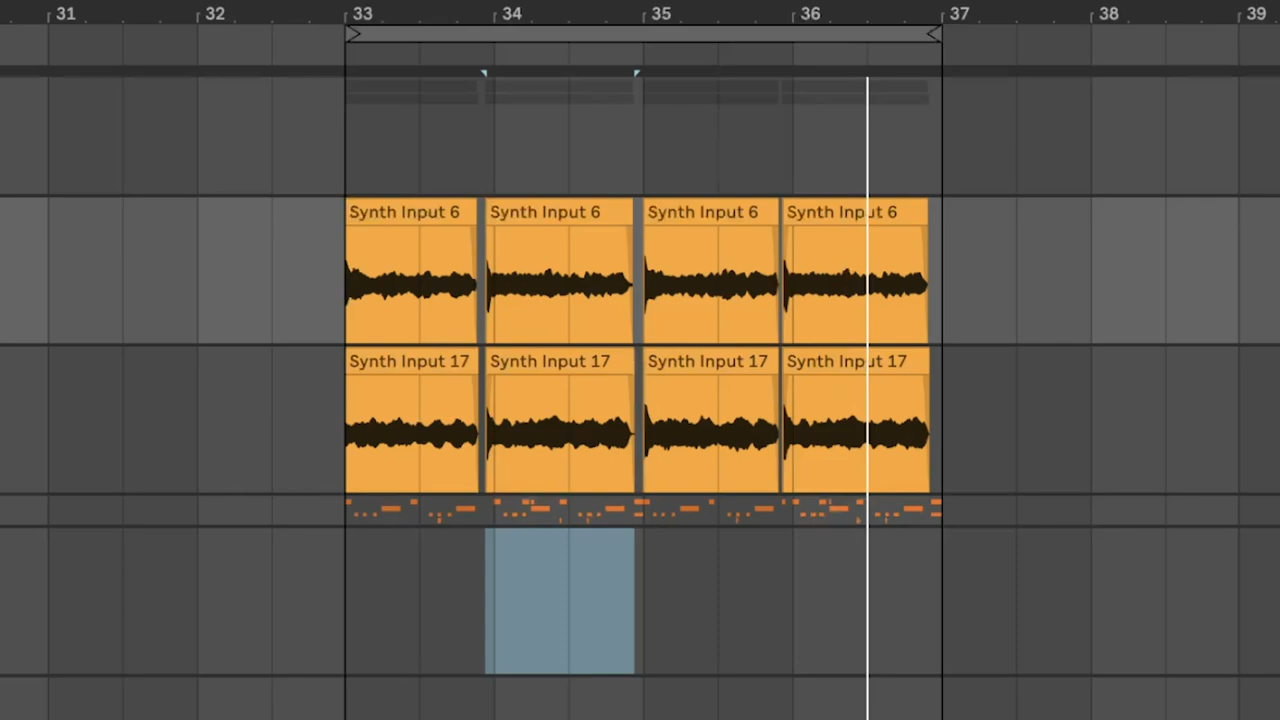 31 32 33 34 35 36 37 38 39
Synth Input 6 Synth Input 6 Synth Input 6 Synth Input 6
Synth Input 17 Synth Input 17 Synth Input 17 Synth Input 17